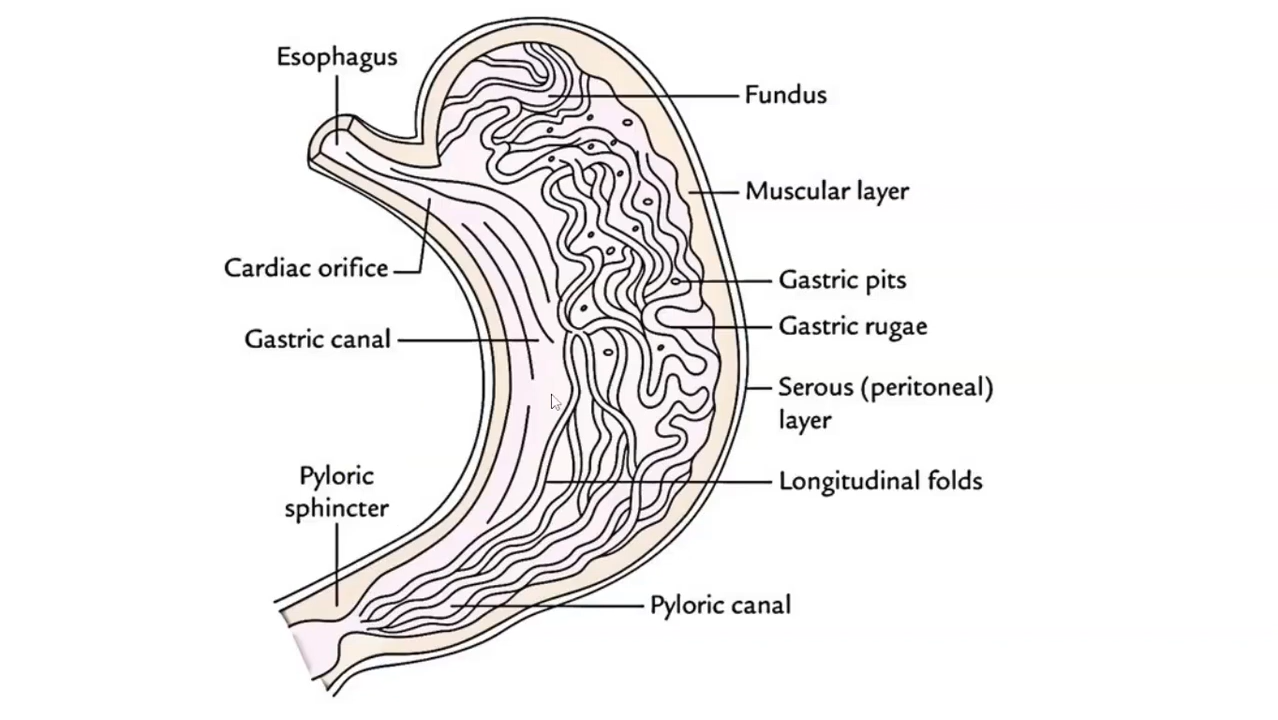 Esophagus
Fundus
Muscular layer
Cardiac orifice
Gastric pits
Gastric rugae
Gastric canal
Serous (peritoneal)
layer
Pyloric
sphincter
Longitudinal folds
Pyloric canal